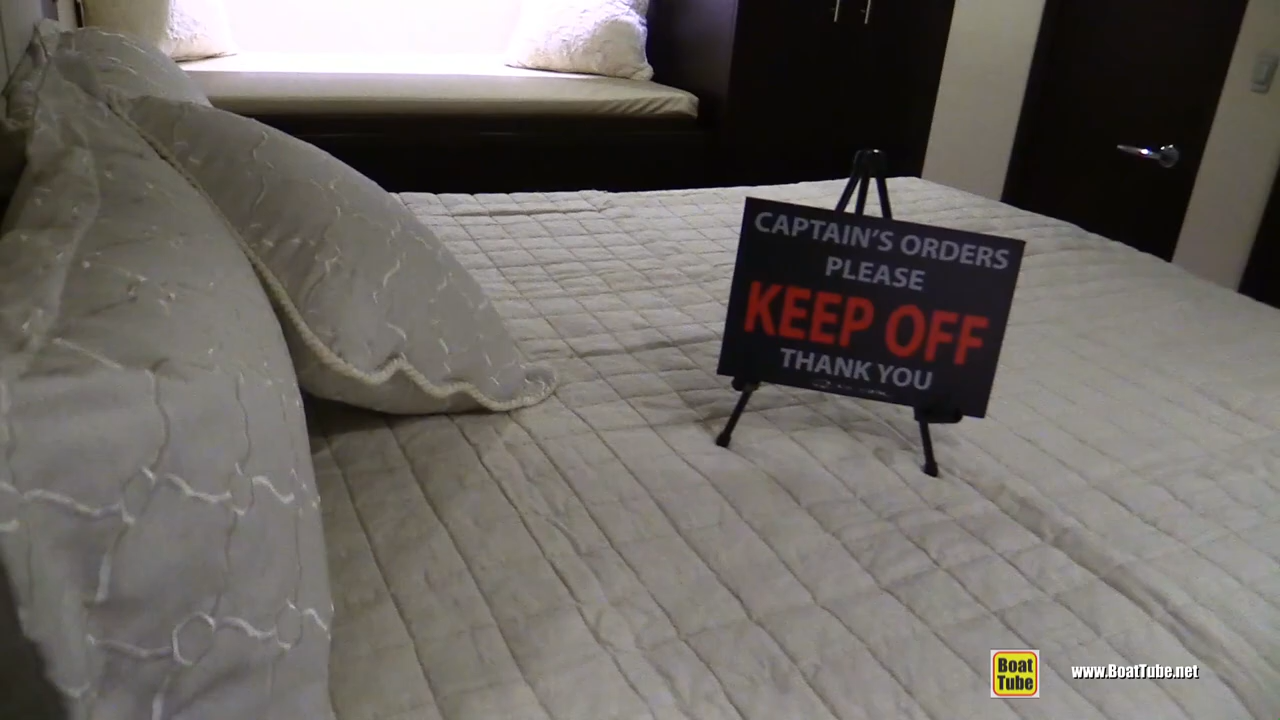 CAPTAIN'S ORDERS
PLEASE
KEEP OFF
THANK YOU
Boat
Tube
www.BoatTube.net